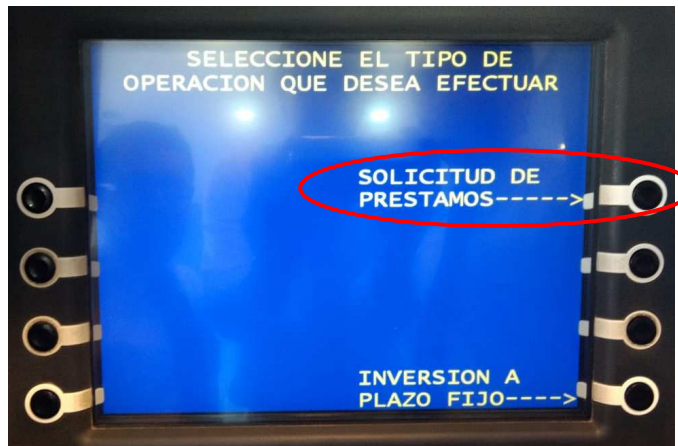 SELECCIONE EL TIPO DE
OPERACION QUE DESEA EFECTUAR
SOLICITUD DE
PRESTAMOS----->
INVERSION A
PLAZO FIJO---->